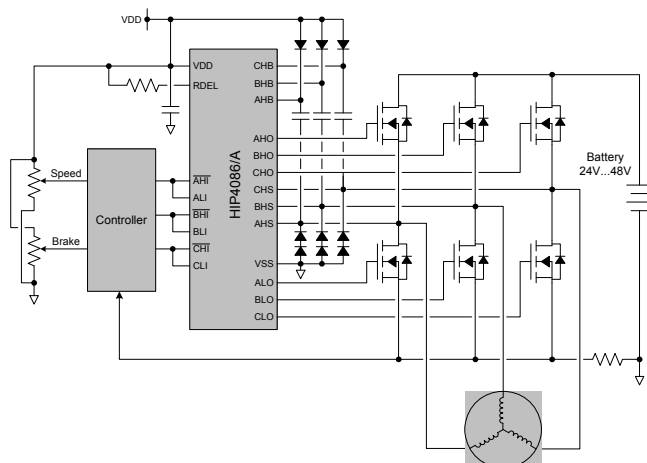 VDD
VDD
RDEL
CHB
BHB
AHB
AHO
BHO
CHO
CHS
BHS
AHS
VSS
ALO
BLO
CLO
HIP4086/A
AHI
ALI
BHI
BLI
CHI
CLI
Controller
Speed
Brake
Battery
24V...48V